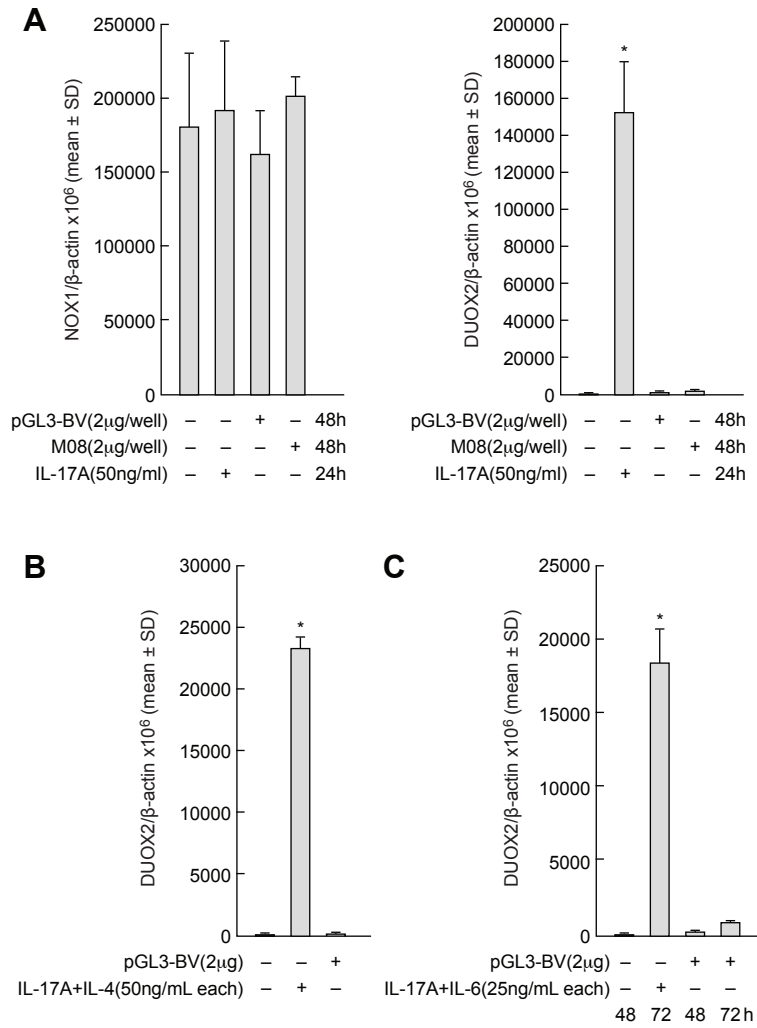 A
NOX1/β-actin x10⁶ (mean ± SD)
250000
200000
150000
100000
50000
0
pGL3-BV(2μg/well) – – + – 48h
M08(2μg/well) – – – + 48h
IL-17A(50ng/ml) – + – – 24h
DUOX2/β-actin x10⁶ (mean ± SD)
200000
180000
160000
140000
120000
100000
80000
60000
40000
20000
0
*
– – + – 48h
pGL3-BV(2μg/well)
M08(2μg/well) – – – + 48h
IL-17A(50ng/ml) – + – – 24h
B
DUOX2/β-actin x10⁶ (mean ± SD)
30000
25000
20000
15000
10000
5000
0
*
pGL3-BV(2μg) – – +
IL-17A+IL-4(50ng/mL each) – + –
C
DUOX2/β-actin x10⁶ (mean ± SD)
25000
20000
15000
10000
5000
0
*
pGL3-BV(2μg) – – + +
IL-17A+IL-6(25ng/mL each) – + – –
48 72 48 72h